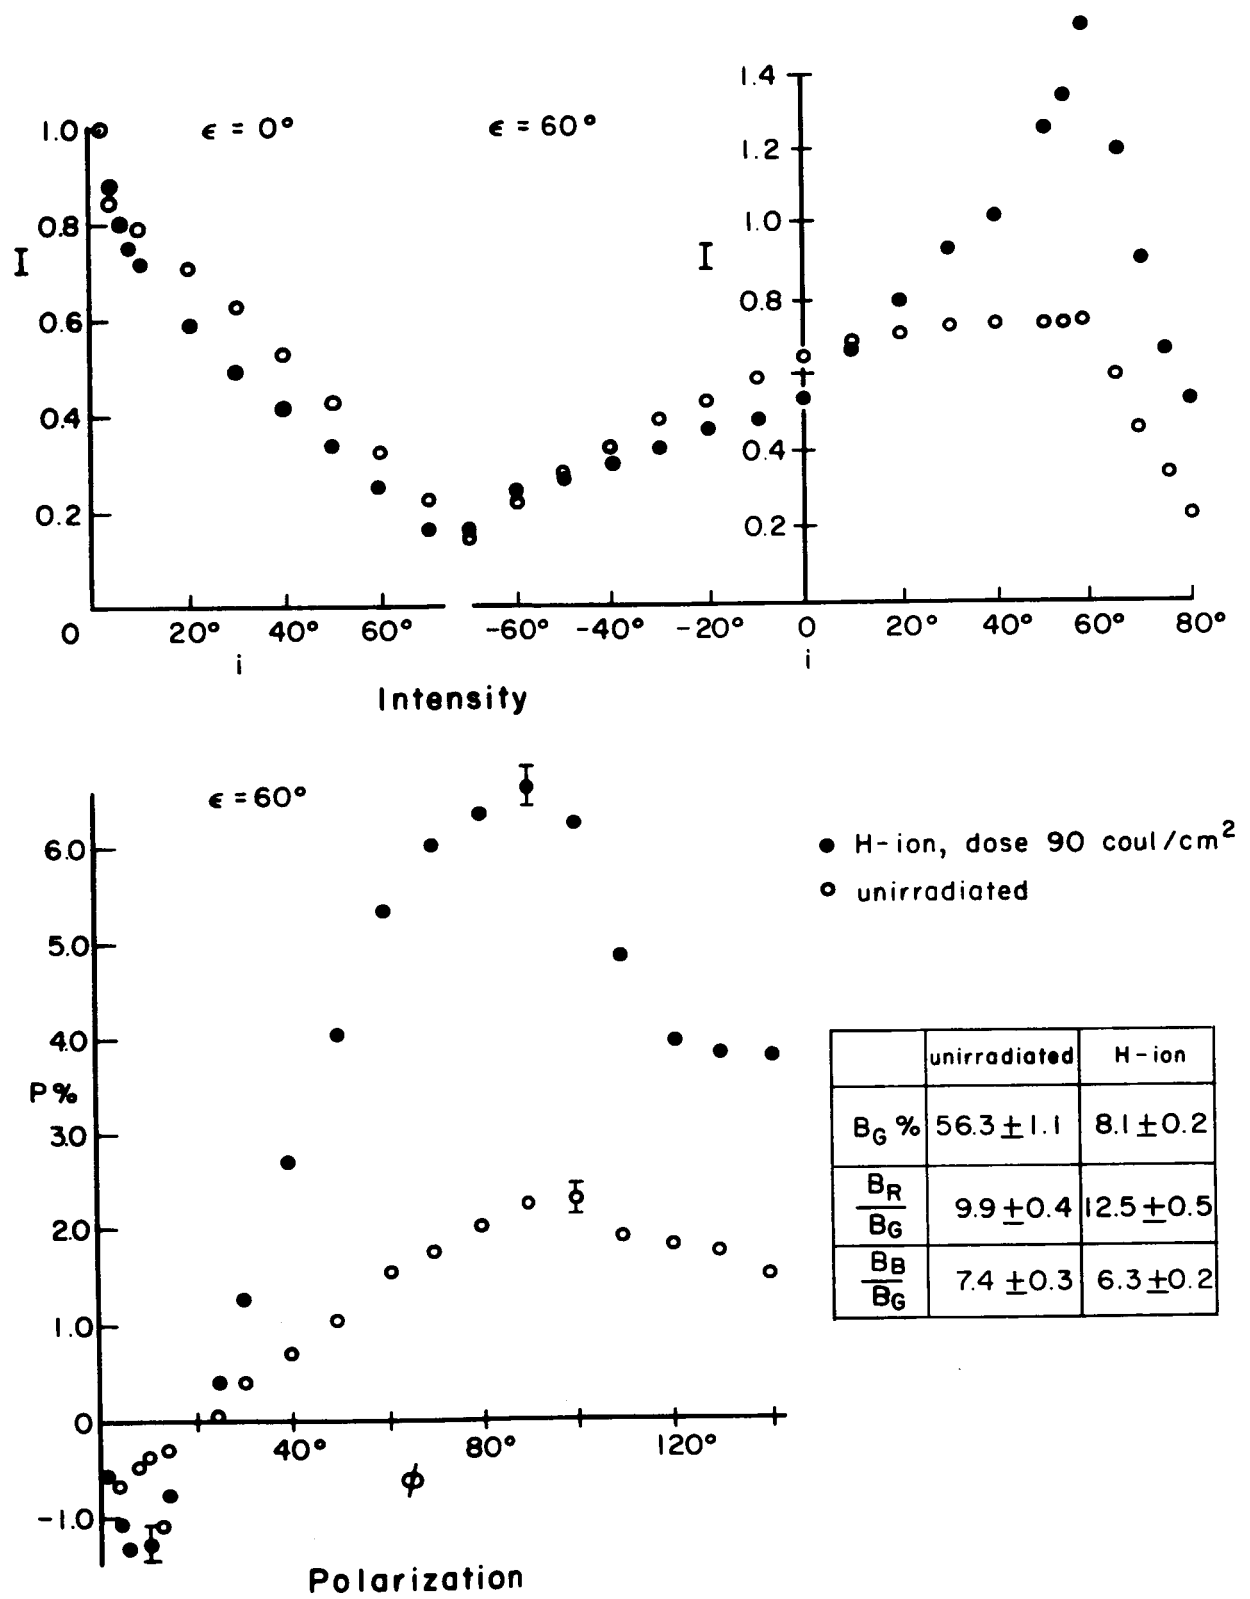 ϵ = 0°
ϵ = 60°
I
1.0
0.8
0.6
0.4
0.2
0
20°
40°
60°
i
I
1.4
1.2
1.0
0.8
0.4
0.2
-60°
-40°
-20°
0
20°
40°
60°
80°
i
Intensity
ϵ = 60°
P%
6.0
5.0
4.0
3.0
2.0
1.0
0
-1.0
40°
80°
120°
ϕ
Polarization
● H-ion, dose 90 coul/cm²
○ unirradiated
unirradiated H-ion
B_G % 56.3 ± 1.1 8.1 ± 0.2
B_R/B_G 9.9 ± 0.4 12.5 ± 0.5
B_B/B_G 7.4 ± 0.3 6.3 ± 0.2